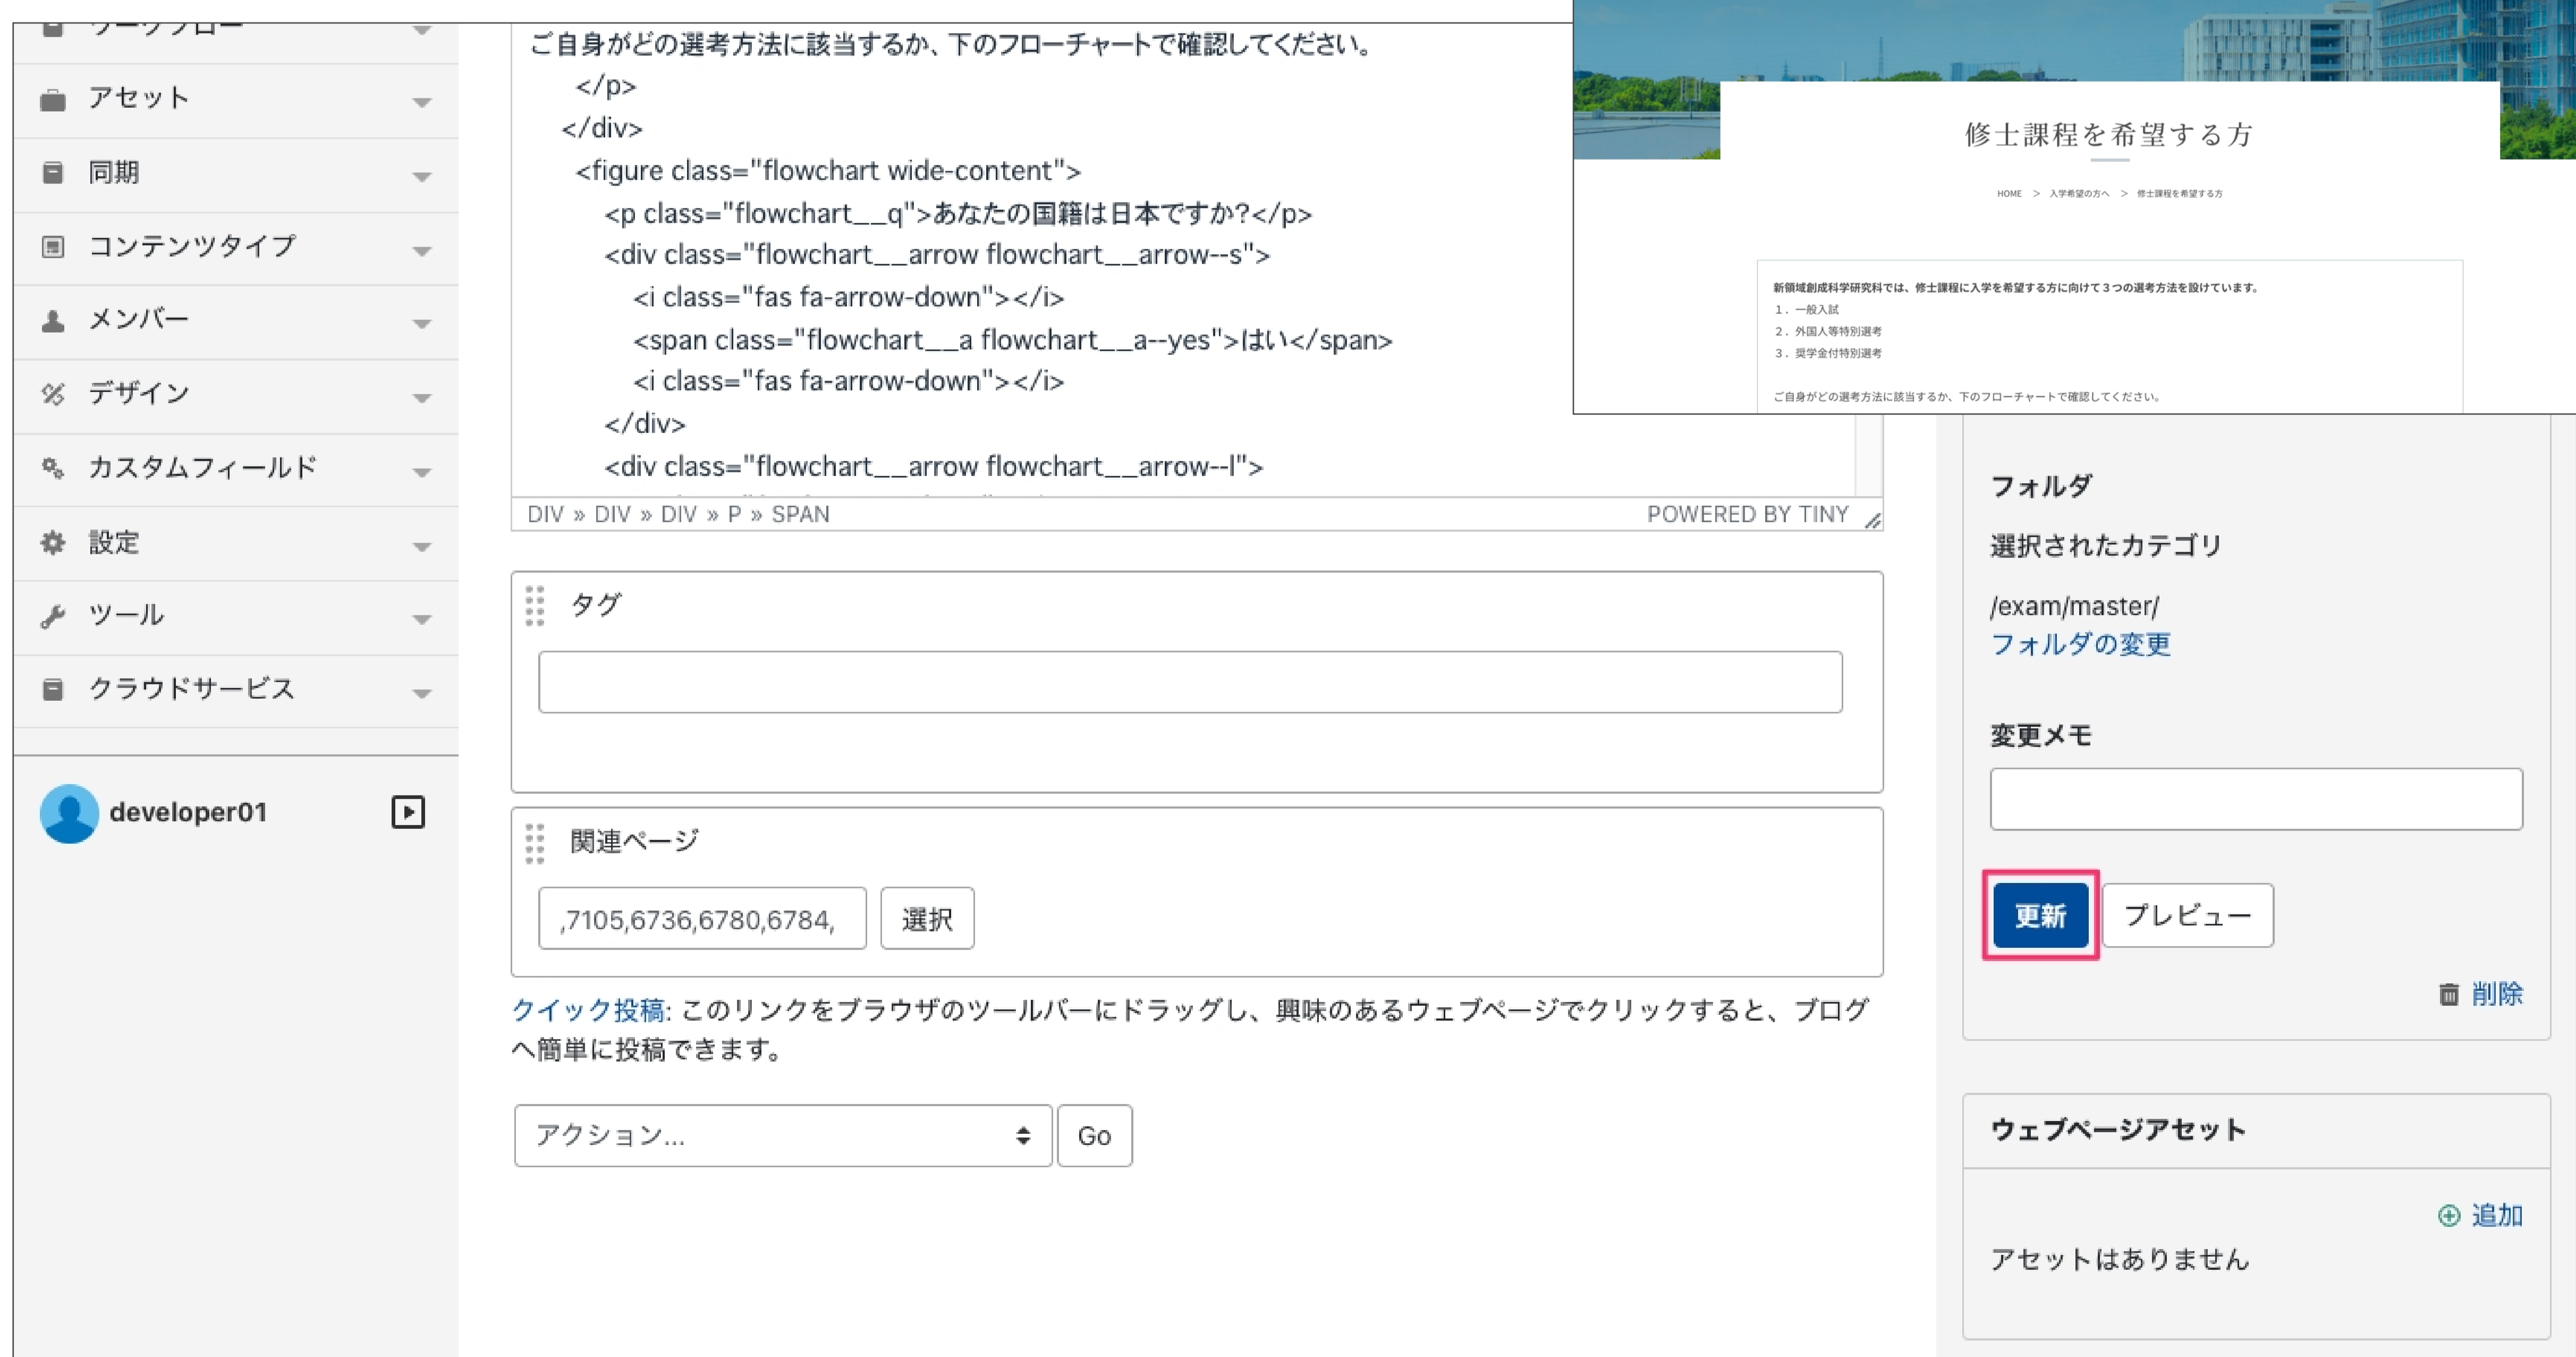 ワークフロー
アセット
同期
コンテンツタイプ
メンバー
デザイン
カスタムフィールド
設定
ツール
クラウドサービス
developer01
ご自身がどの選考方法に該当するか、下のフローチャートで確認してください。
</p>
</div>
<figure class="flowchart wide-content">
<p class="flowchart__q">あなたの国籍は日本ですか?</p>
<div class="flowchart__arrow flowchart__arrow--s">
<i class="fas fa-arrow-down"></i>
<span class="flowchart__a flowchart__a--yes">はい</span>
<i class="fas fa-arrow-down"></i>
</div>
<div class="flowchart__arrow flowchart__arrow--l">
DIV » DIV » DIV » P » SPAN
POWERED BY TINY
タグ
関連ページ
,7105,6736,6780,6784,
選択
クイック投稿: このリンクをブラウザのツールバーにドラッグし、興味のあるウェブページでクリックすると、ブログ
へ簡単に投稿できます。
アクション...
Go
修士課程を希望する方
HOME > 入学希望の方へ > 修士課程を希望する方
新領域創成科学研究科では、修士課程に入学を希望する方に向けて３つの選考方法を設けています。
１．一般入試
２．外国人等特別選考
３．奨学金付特別選考
ご自身がどの選考方法に該当するか、下のフローチャートで確認してください。
フォルダ
選択されたカテゴリ
/exam/master/
フォルダの変更
変更メモ
更新
プレビュー
削除
ウェブページアセット
追加
アセットはありません